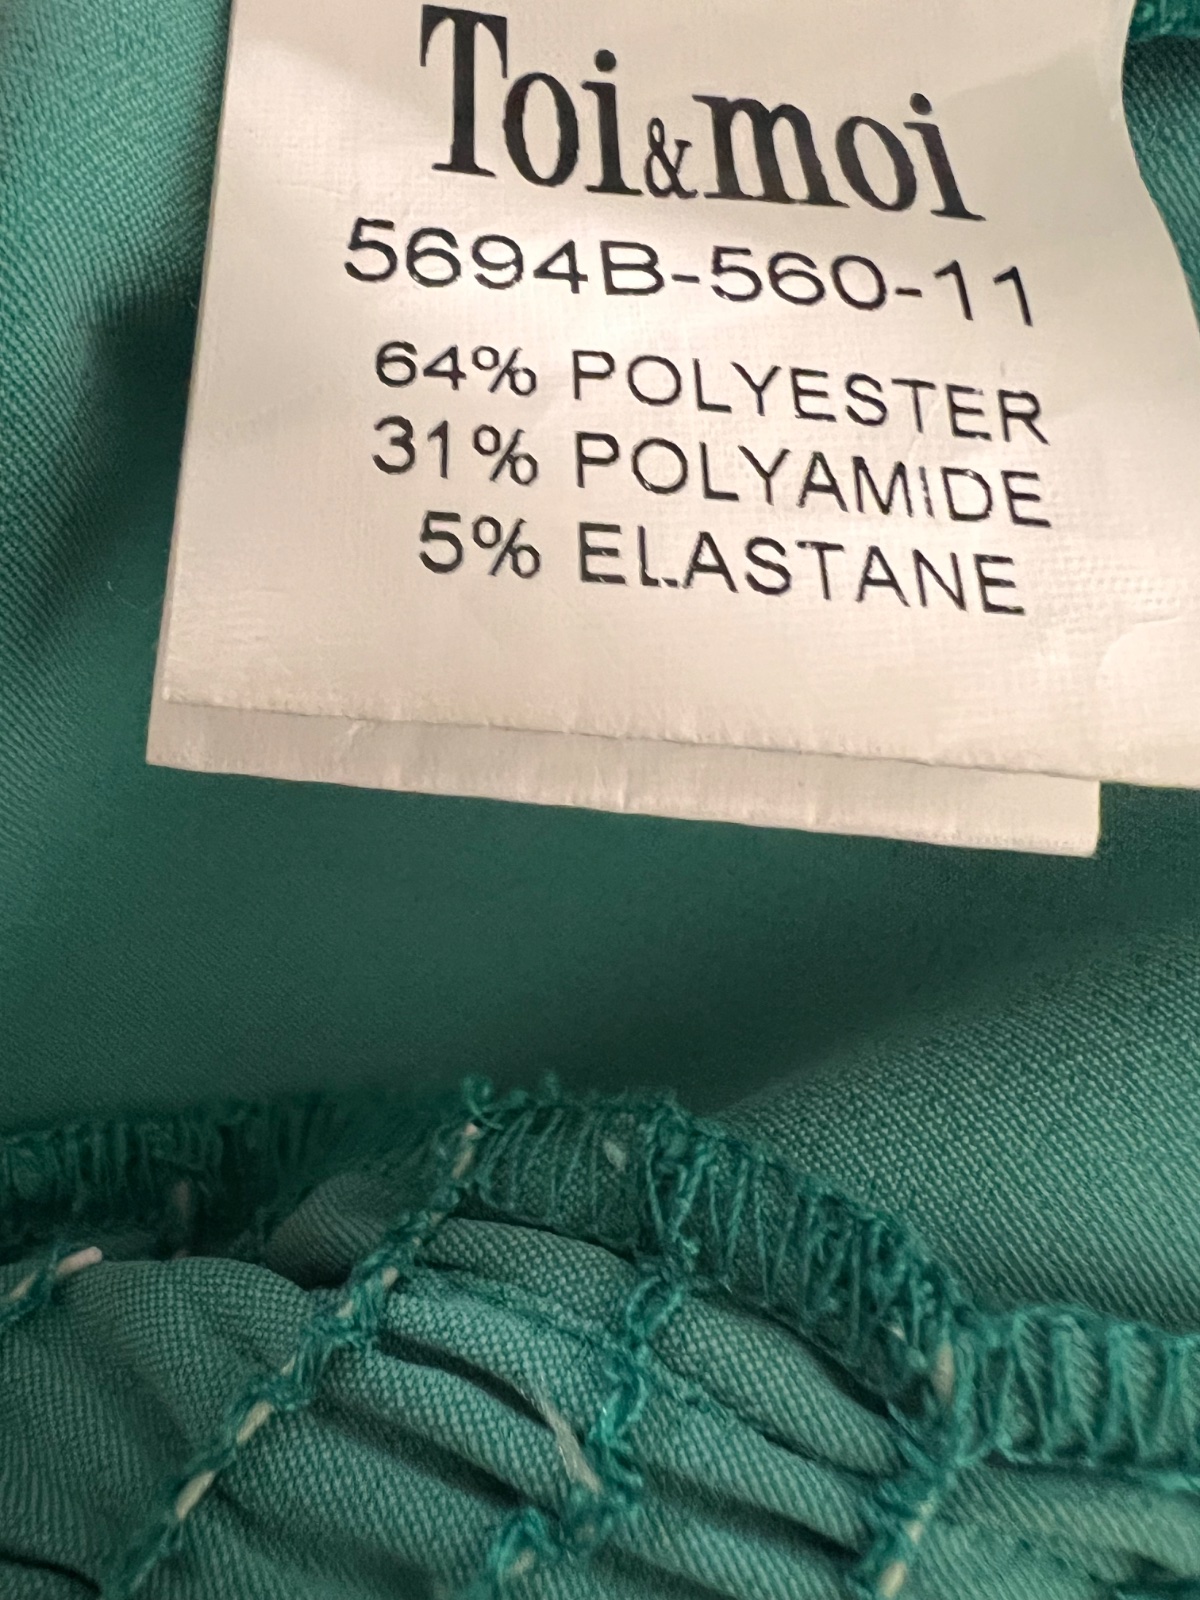 Toi&moi
5694B-560-11
64% POLYESTER
31% POLYAMIDE
5% ELASTANE